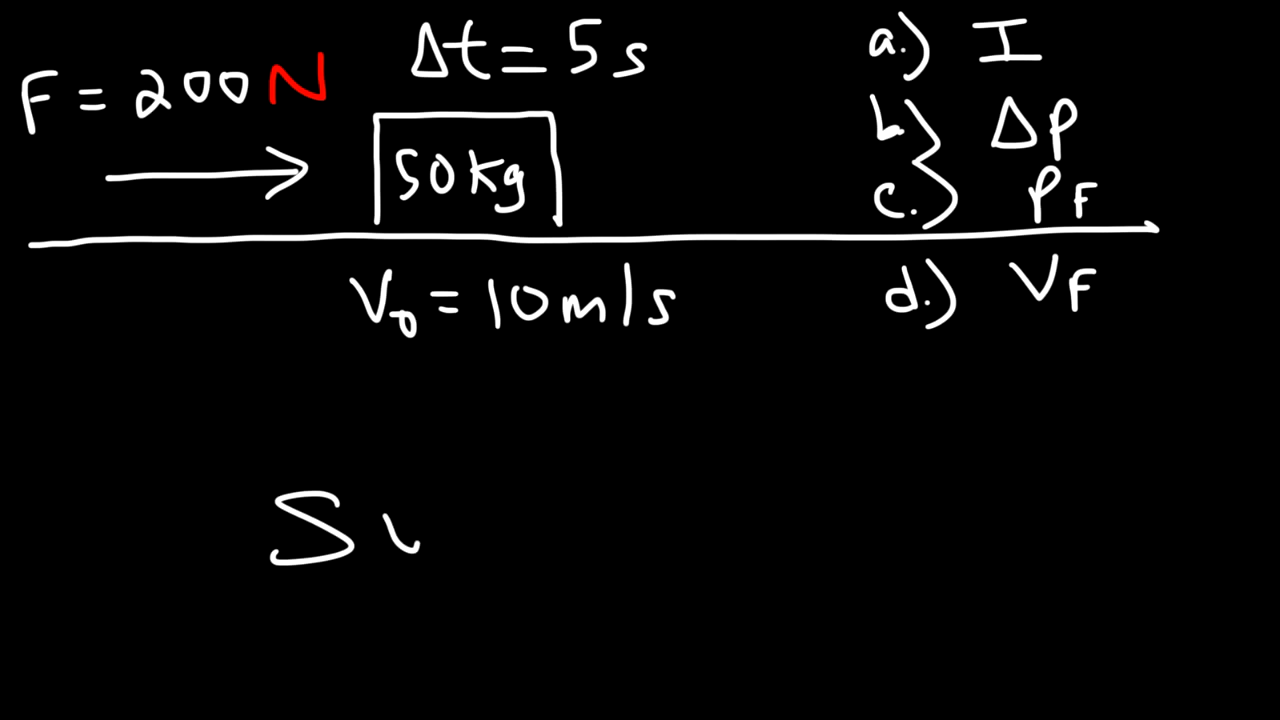 F = 200 N
Δt = 5 s
50 kg
V₀ = 10 m/s
a.) I
b.) Δp
c.) pF
d.) VF